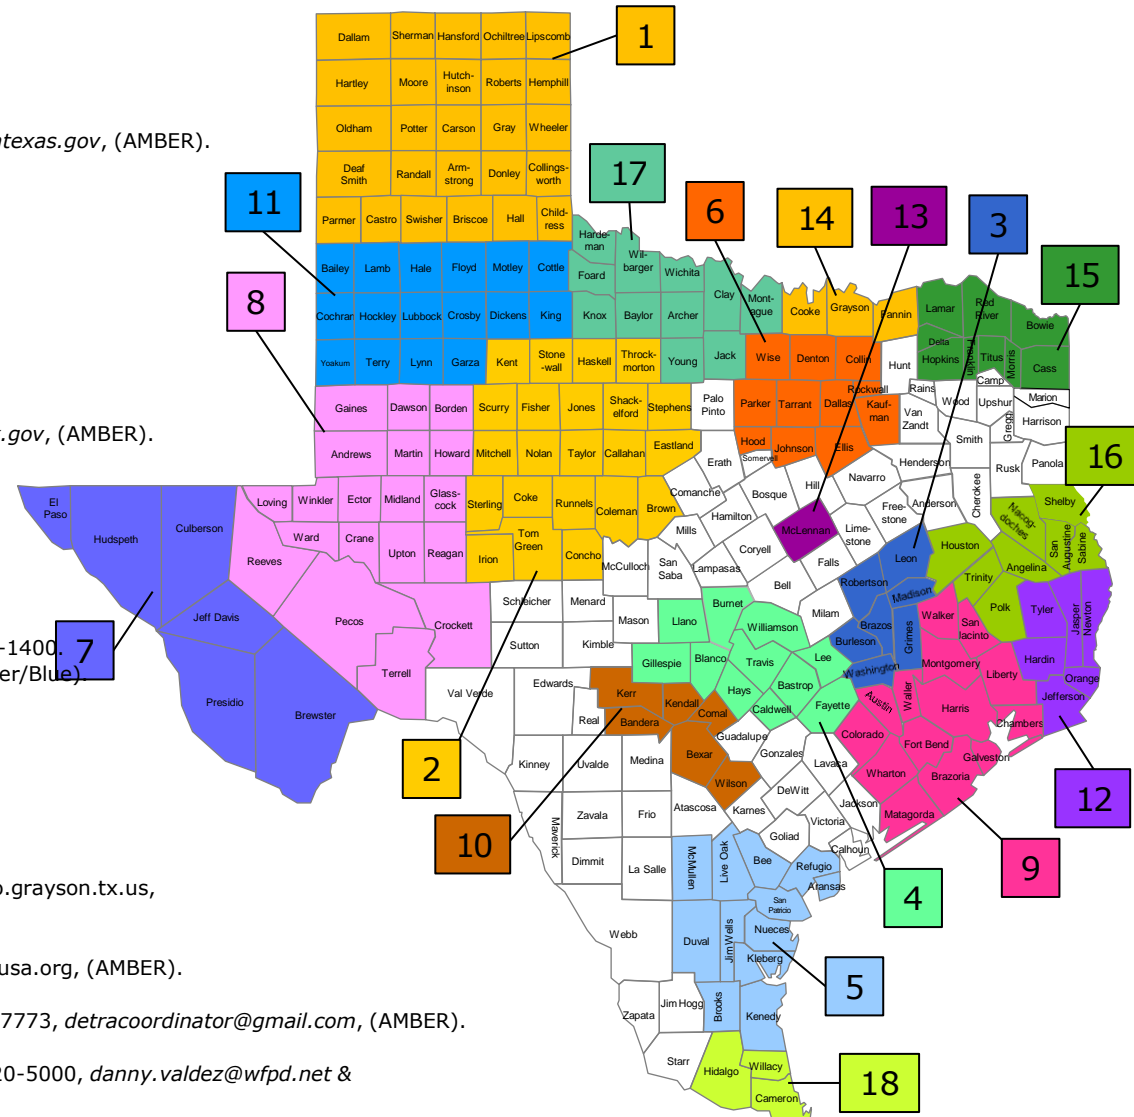 Dallam Sherman Hansford Ochiltree Lipscomb 1
Hartley Moore Hutch-inson Roberts Hemphill
Oldham Potter Carson Gray Wheeler
ntexas.gov, (AMBER).
Deaf Smith Randall Arm-strong Donley Collings-worth
11 17 6 14 13 3
Parmer Castro Swisher Briscoe Hall Child-ress
Harde-man Wil-barger
Bailey Lamb Hale Floyd Motley Cottle Foard Wichita Clay Mont-ague 15
8
Cochran Hockley Lubbock Crosby Dickens King Knox Baylor Archer Cooke Grayson Fannin Lamar Red River Bowie
Yoakum Terry Lynn Garza Kent Stone-wall Haskell Throck-morton Young Jack Wise Denton Collin Hunt Delta Hopkins Franklin Titus Morris Cass
Camp
Gaines Dawson Borden Scurry Fisher Jones Shack-elford Stephens Palo Pinto Parker Tarrant Dallas Rockwall Kauf-man Rains Wood Upshur Marion
Van Zandt Gregg Harrison
x.gov, (AMBER).
Andrews Martin Howard Mitchell Nolan Taylor Callahan Eastland Hood Somervell Johnson Ellis Smith
Erath Henderson Rusk Panola 16
Hill Navarro
El Paso Hudspeth Culberson Loving Winkler Ector Midland Glass-cock Sterling Coke Runnels Coleman Brown Comanche Bosque Free-stone Anderson Cherokee Shelby
Nacog-doches San Augustine Sabine
Reeves Ward Crane Upton Reagan Irion Tom Green Concho Mills Hamilton McLennan Lime-stone Leon Houston Angelina
McCulloch San Saba Lampasas Coryell Falls Robertson Madison Trinity
Bell
Jeff Davis Pecos Crockett Schleicher Menard Mason Llano Burnet Williamson Milam Brazos Grimes Walker San Jacinto Polk Tyler Jasper Newton
7
-1400.
er/Blue).
Terrell Sutton Kimble Gillespie Blanco Travis Lee Burleson Washington Montgomery Liberty Hardin Orange
Presidio Brewster Val Verde Edwards Real Kerr Kendall Bandera Comal Hays Bastrop Caldwell Fayette Austin Waller Harris Chambers Jefferson
2
Kinney Uvalde Medina Bexar Guadalupe Gonzales Lavaca Colorado Fort Bend Galveston
Wilson Wharton Brazoria 12
10
Maverick Zavala Frio Atascosa Karnes DeWitt Jackson Matagorda
Victoria
Goliad Calhoun
Dimmit La Salle McMullen Live Oak Bee Refugio Aransas 9
4
o.grayson.tx.us,
San Patricio
Webb Duval Jim Wells Nueces
Kleberg
usa.org, (AMBER).
5
Zapata Jim Hogg Brooks Kenedy
7773, detracoordinator@gmail.com, (AMBER).
Starr Hidalgo Willacy
20-5000, danny.valdez@wfpd.net &
18
Cameron